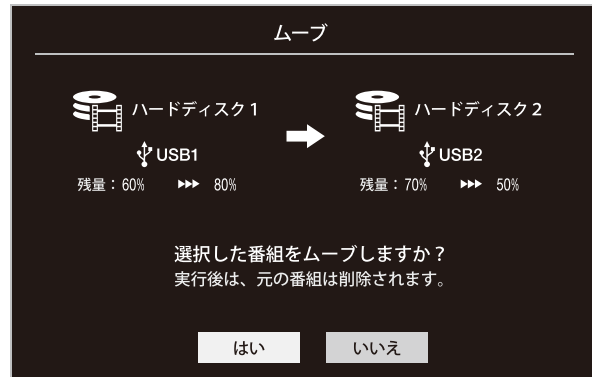 ムーブ
ハードディスク1
ハードディスク2
USB1
USB2
残量：60% ▶▶▶ 80%
残量：70% ▶▶▶ 50%
選択した番組をムーブしますか？
実行後は、元の番組は削除されます。
はい
いいえ